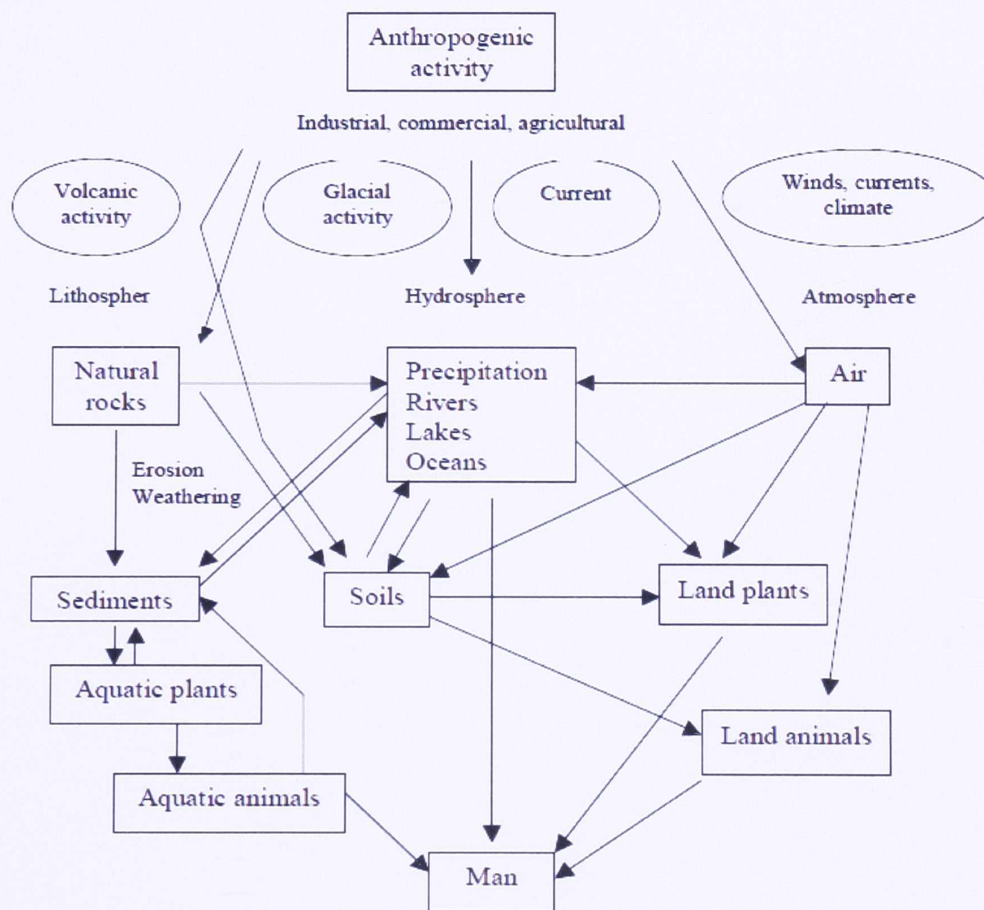 Anthropogenic
activity
Industrial, commercial, agricultural
Volcanic
activity
Glacial
activity
Current
Winds, currents,
climate
Lithospher
Hydrosphere
Atmosphere
Natural
rocks
Precipitation
Rivers
Lakes
Oceans
Air
Erosion
Weathering
Sediments
Soils
Land plants
Aquatic plants
Land animals
Aquatic animals
Man